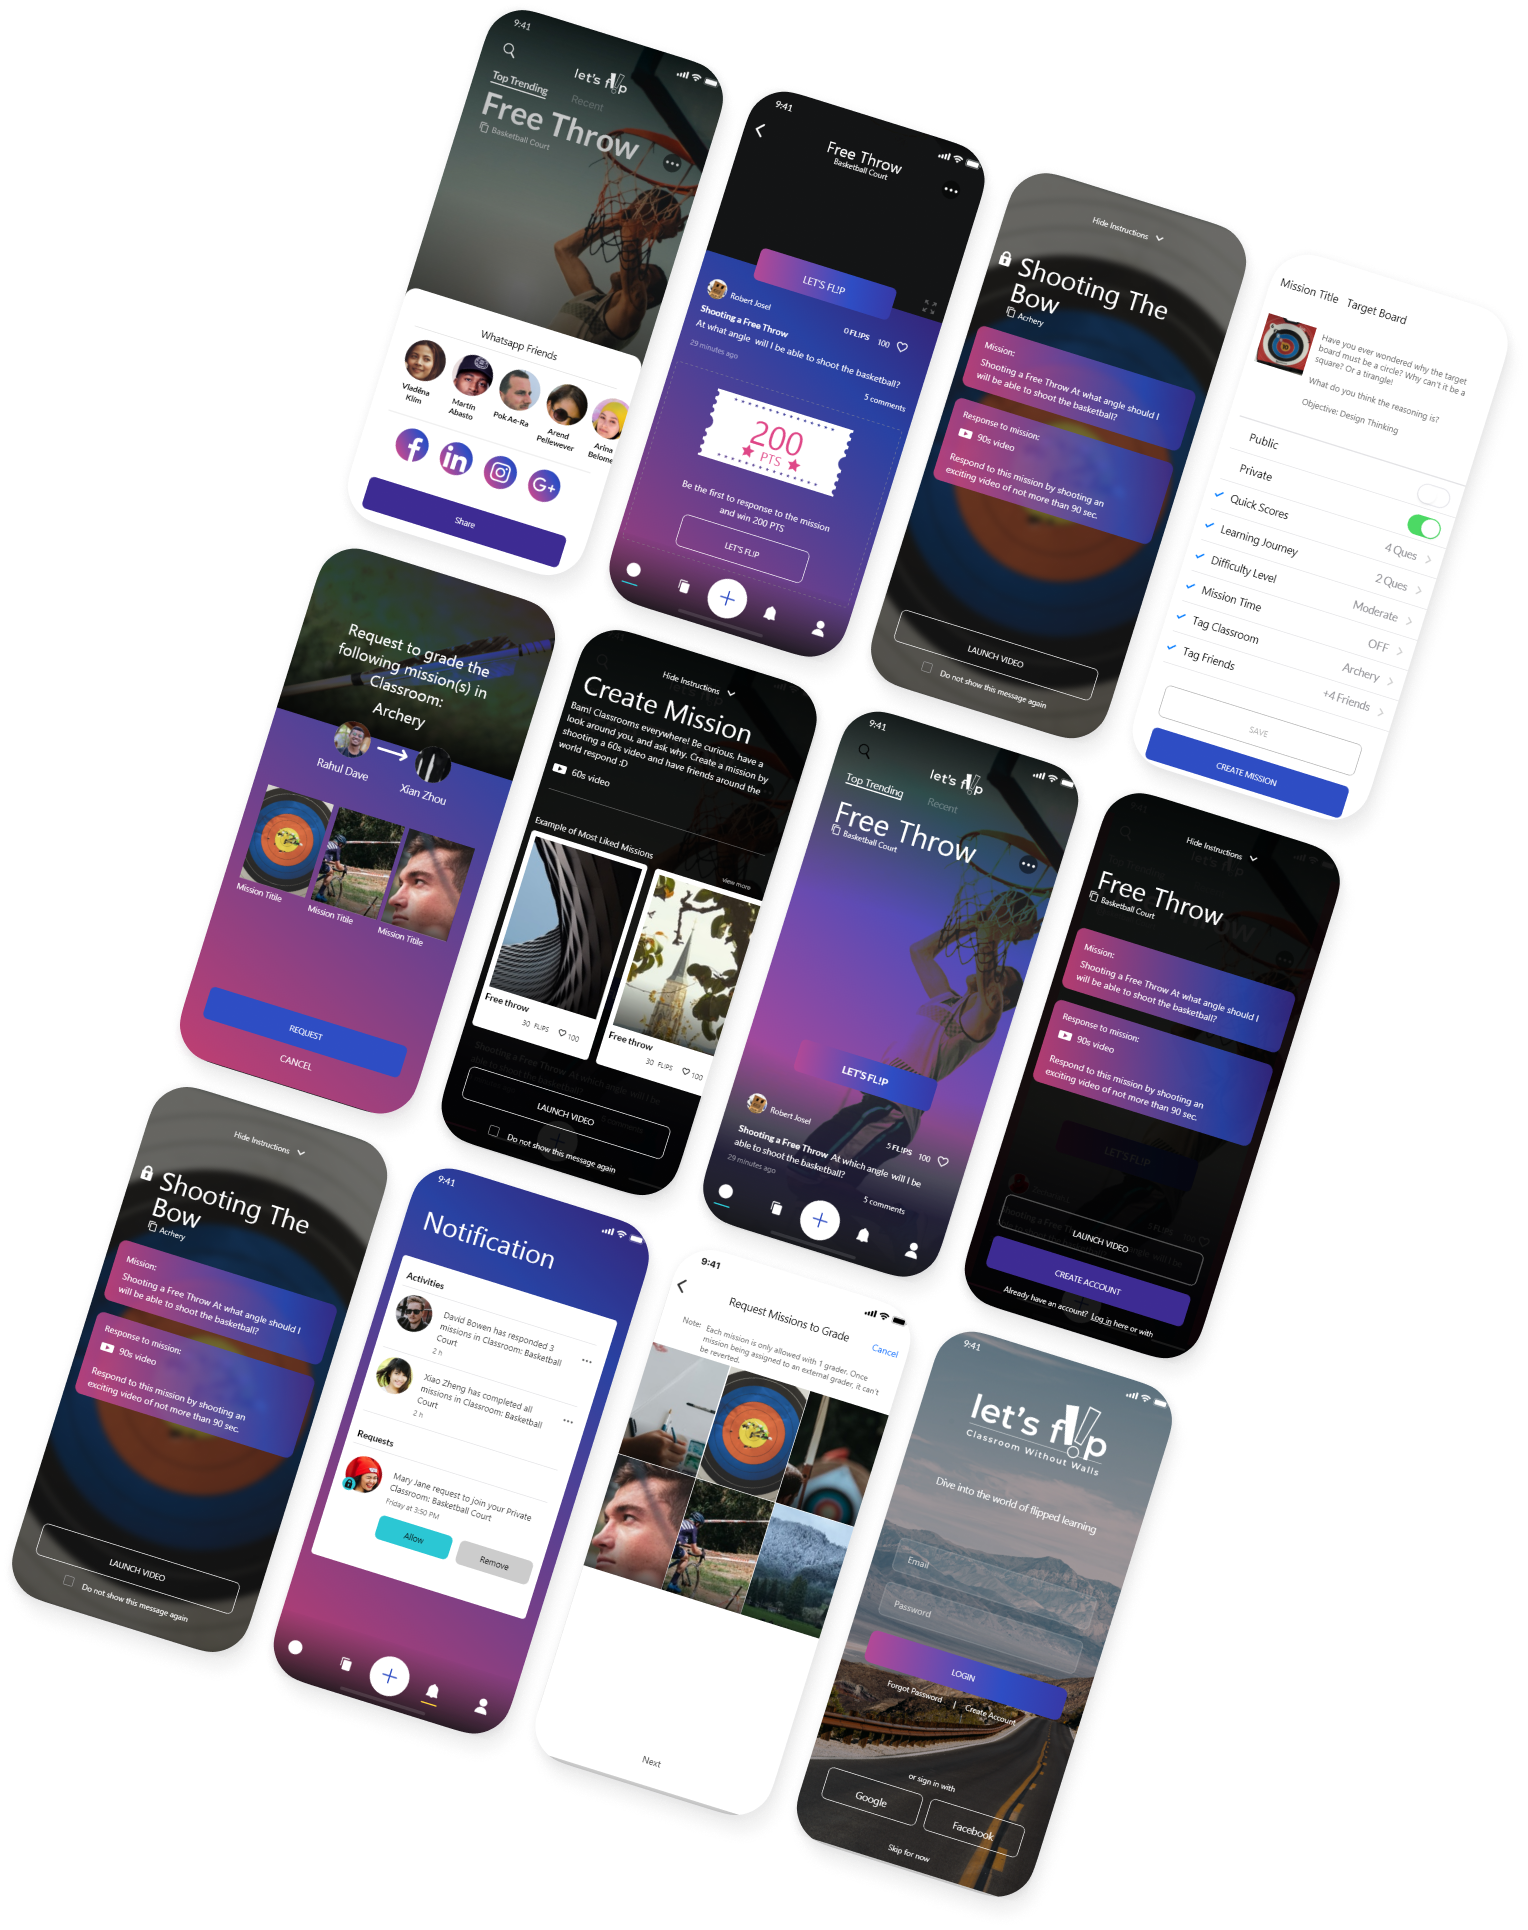 9:41
let's fl!p
Top Trending
Recent
Free Throw
Basketball Court
Whatsapp Friends
Vladěna
Klim
Martín
Abasto
Pok Ae-Ra
Arend
Pellewever
Arina
Belome
Share
9:41
Free Throw
Basketball Court
LET'S FL!P
Robert Josel
0 FL!PS 100
Shooting a Free Throw
At what angle will I be able to shoot the basketball?
29 minutes ago
5 comments
200
PTS
Be the first to response to the mission
and win 200 PTS
LET'S FL!P
Hide Instructions
Shooting The
Bow
Acrhery
Mission:
Shooting a Free Throw At what angle should I
will be able to shoot the basketball?
Response to mission:
90s video
Respond to this mission by shooting an
exciting video of not more than 90 sec.
LAUNCH VIDEO
Do not show this message again
Mission Title Target Board
Have you ever wondered why the target
board must be a circle? Why can't it be a
square? Or a tirangle!
What do you think the reasoning is?
Objective: Design Thinking
Public
Private
Quick Scores
4 Ques
Learning Journey
2 Ques
Difficulty Level
Moderate
Mission Time
OFF
Tag Classroom
Archery
Tag Friends
+4 Friends
SAVE
CREATE MISSION
Request to grade the
following mission(s) in
Classroom:
Archery
Rahul Dave
Xian Zhou
Mission Titile
Mission Titile
Mission Titile
REQUEST
CANCEL
Hide Instructions
Create Mission
Bam! Classrooms everywhere! Be curious, have a
look around you, and ask why. Create a mission by
shooting a 60s video and have friends around the
world respond :D
60s video
Example of Most Liked Missions
view more
Free throw
30 FLIPS 100
Free throw
30 FLIPS 100
LAUNCH VIDEO
Do not show this message again
9:41
let's fl!p
Top Trending
Recent
Free Throw
Basketball Court
LET'S FL!P
Robert Josel
5 FL!PS 100
Shooting a Free Throw At which angle will I be
able to shoot the basketball?
29 minutes ago
5 comments
Hide Instructions
Free Throw
Basketball Court
Mission:
Shooting a Free Throw At what angle should I
will be able to shoot the basketball?
Response to mission:
90s video
Respond to this mission by shooting an
exciting video of not more than 90 sec.
LET'S FL!P
LAUNCH VIDEO
CREATE ACCOUNT
Already have an account? Log in here or with
Hide Instructions
Shooting The
Bow
Acrhery
Mission:
Shooting a Free Throw At what angle should I
will be able to shoot the basketball?
Response to mission:
90s video
Respond to this mission by shooting an
exciting video of not more than 90 sec.
LAUNCH VIDEO
Do not show this message again
9:41
Notification
Activities
David Bowen has responded 3
missions in Classroom: Basketball
Court
2 h
Xiao Zheng has completed all
missions in Classroom: Basketball
Court
2 h
Requests
Mary Jane request to join your Private
Classroom: Basketball Court
Friday at 3:50 PM
Allow
Remove
9:41
Request Missions to Grade
Cancel
Note: Each mission is only allowed with 1 grader. Once
mission being assigned to an external grader, it can't
be reverted.
Next
9:41
let's fl!p
Classroom Without Walls
Dive into the world of flipped learning
Email
Password
LOGIN
Forgot Password | Create Account
or sign in with
Google
Facebook
Skip for now